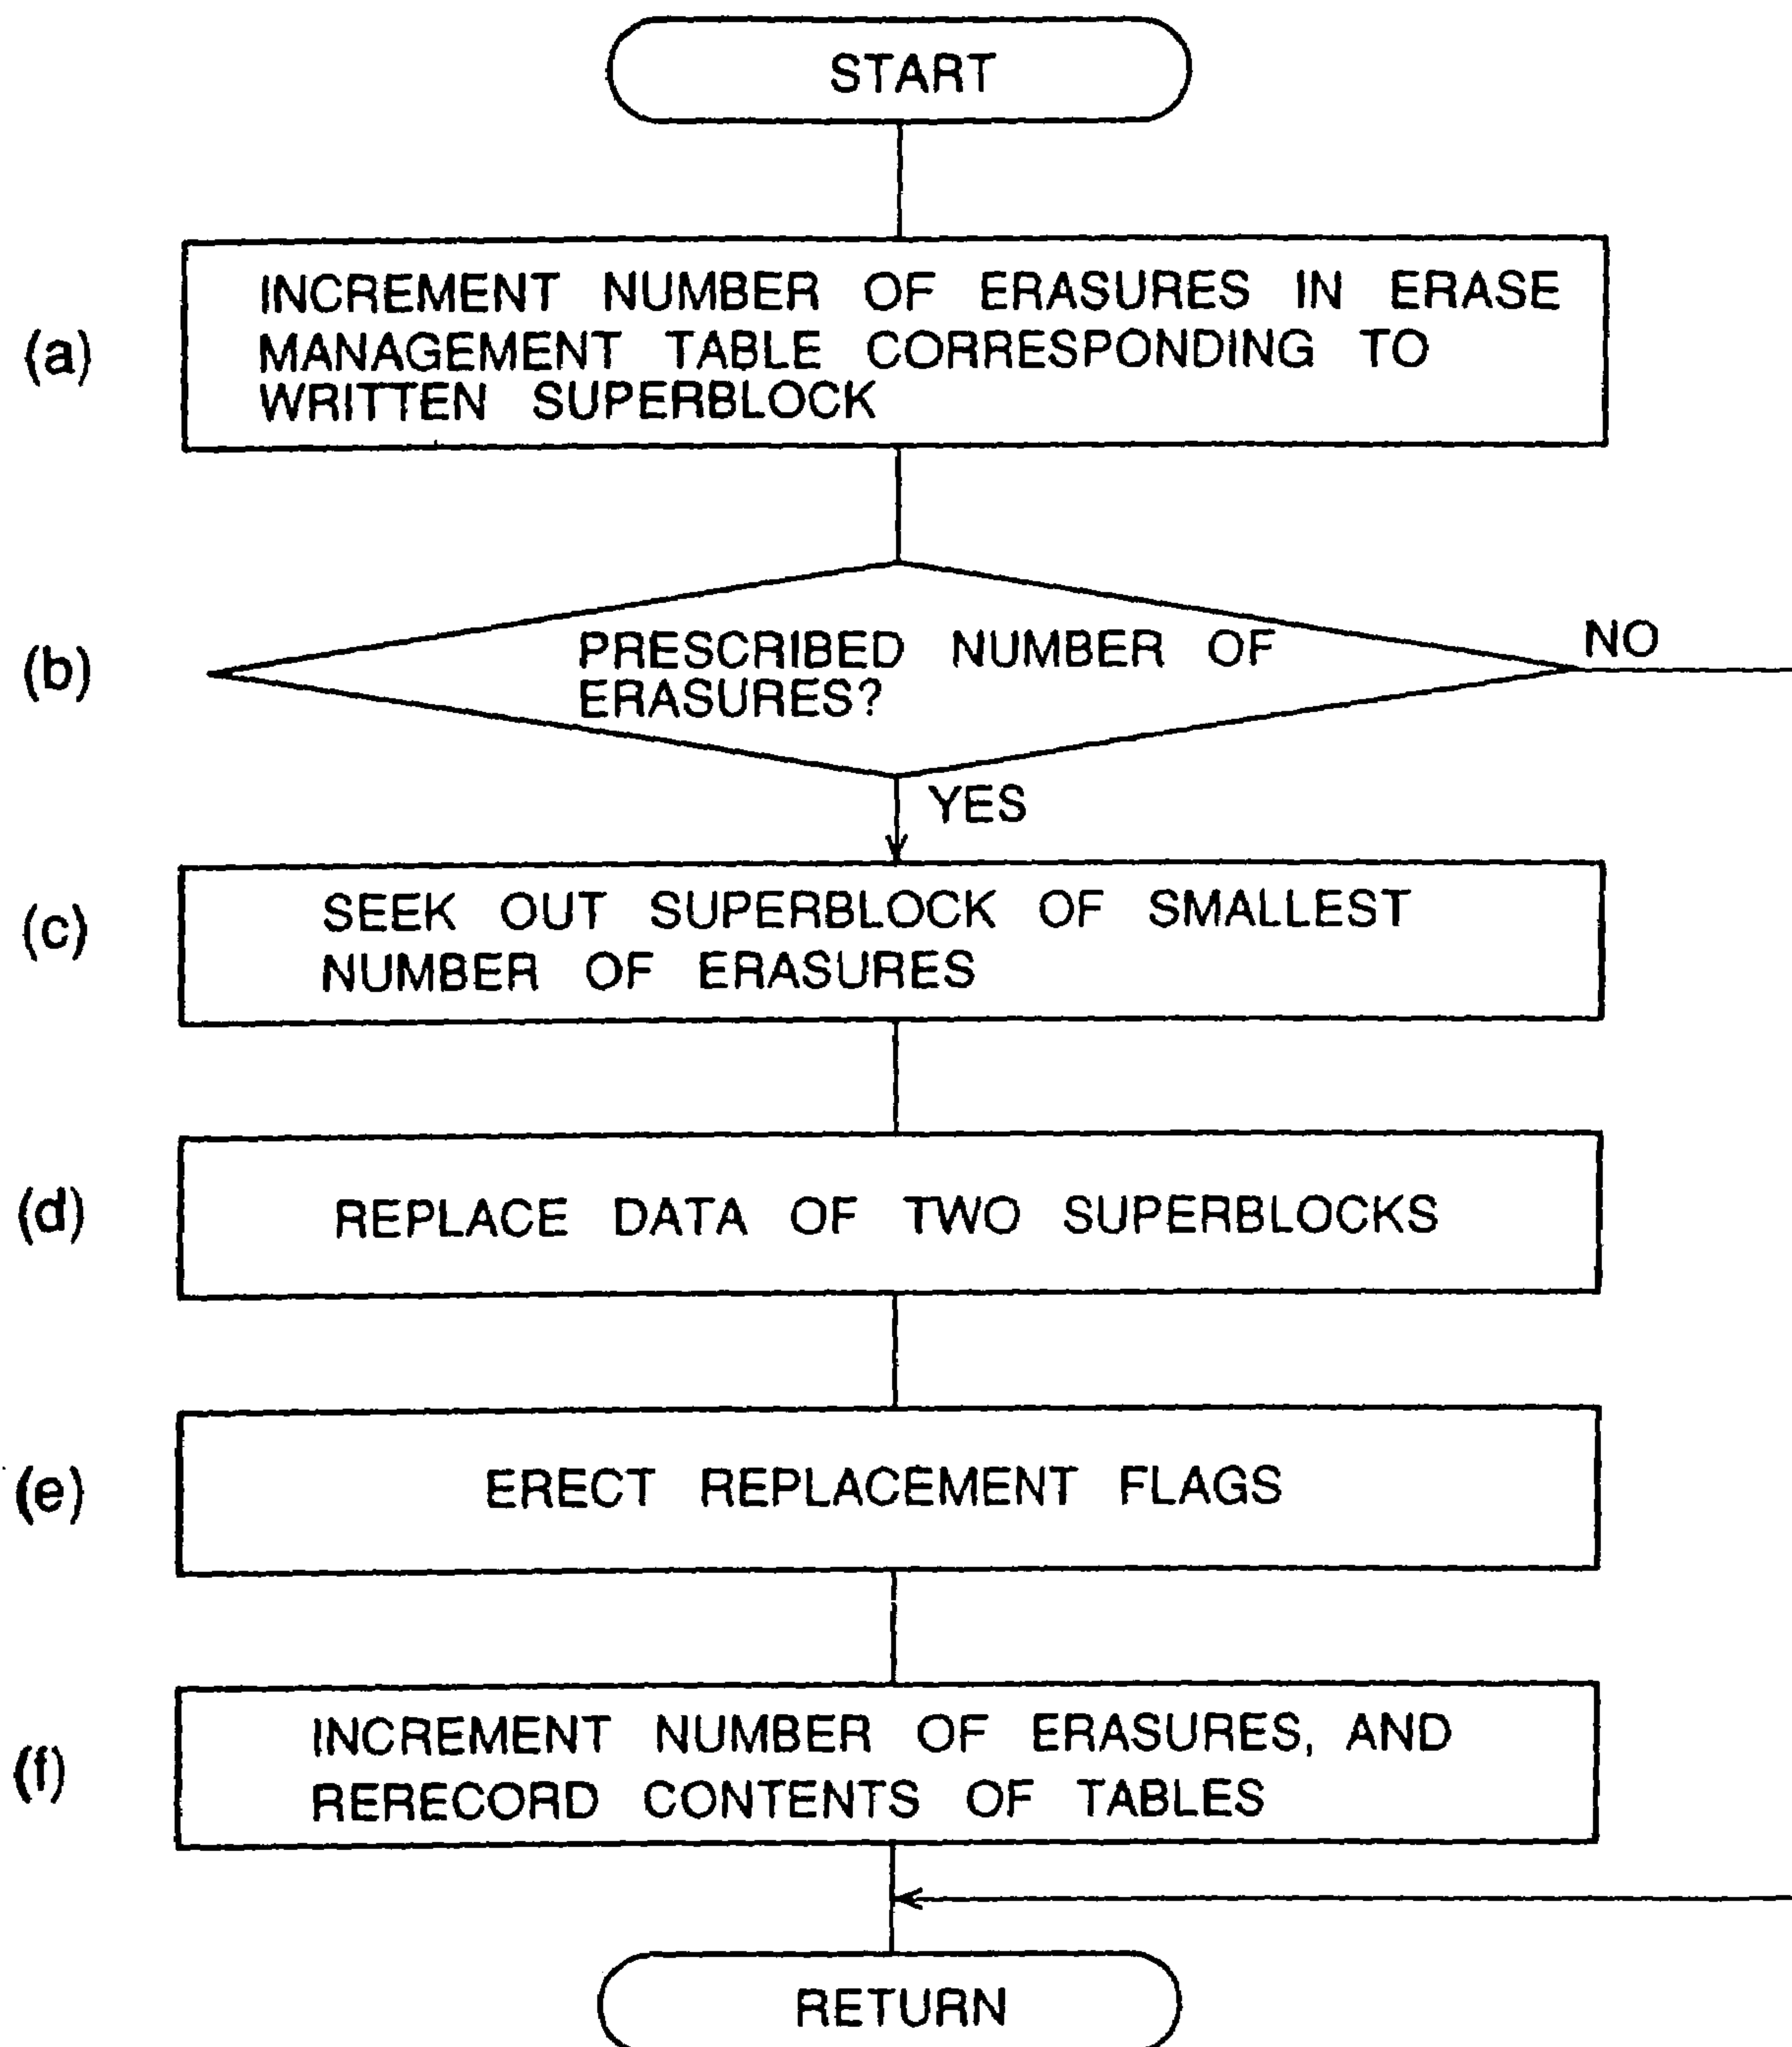 START
(a)
INCREMENT NUMBER OF ERASURES IN ERASE
MANAGEMENT TABLE CORRESPONDING TO
WRITTEN SUPERBLOCK
(b)
PRESCRIBED NUMBER OF
ERASURES?
NO
YES
(c)
SEEK OUT SUPERBLOCK OF SMALLEST
NUMBER OF ERASURES
(d)
REPLACE DATA OF TWO SUPERBLOCKS
(e)
ERECT REPLACEMENT FLAGS
(f)
INCREMENT NUMBER OF ERASURES, AND
RERECORD CONTENTS OF TABLES
RETURN